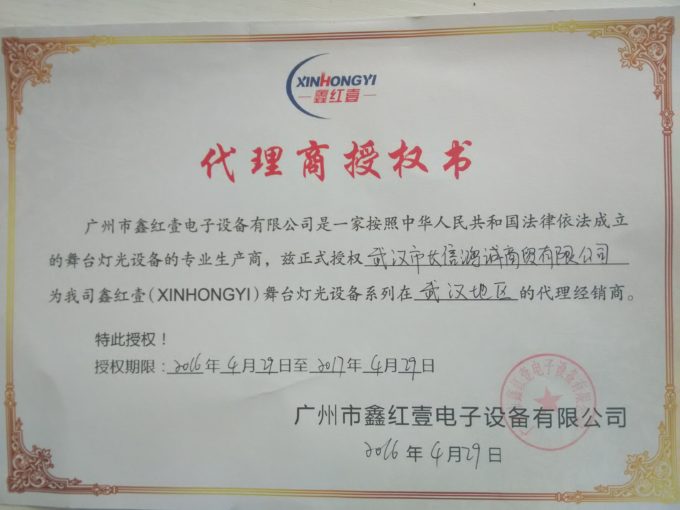 XINHONGYI
鑫红壹
代理商授权书
广州市鑫红壹电子设备有限公司是一家按照中华人民共和国法律依法成立
的舞台灯光设备的专业生产商，兹正式授权 武汉市长信鸿诚商贸有限公司
为我司鑫红壹(XINHONGYI)舞台灯光设备系列在 武汉地区 的代理经销商。
特此授权！
授权期限：2016年4月29日至2017年4月29日
广州市鑫红壹电子设备有限公司
2016年4月29日